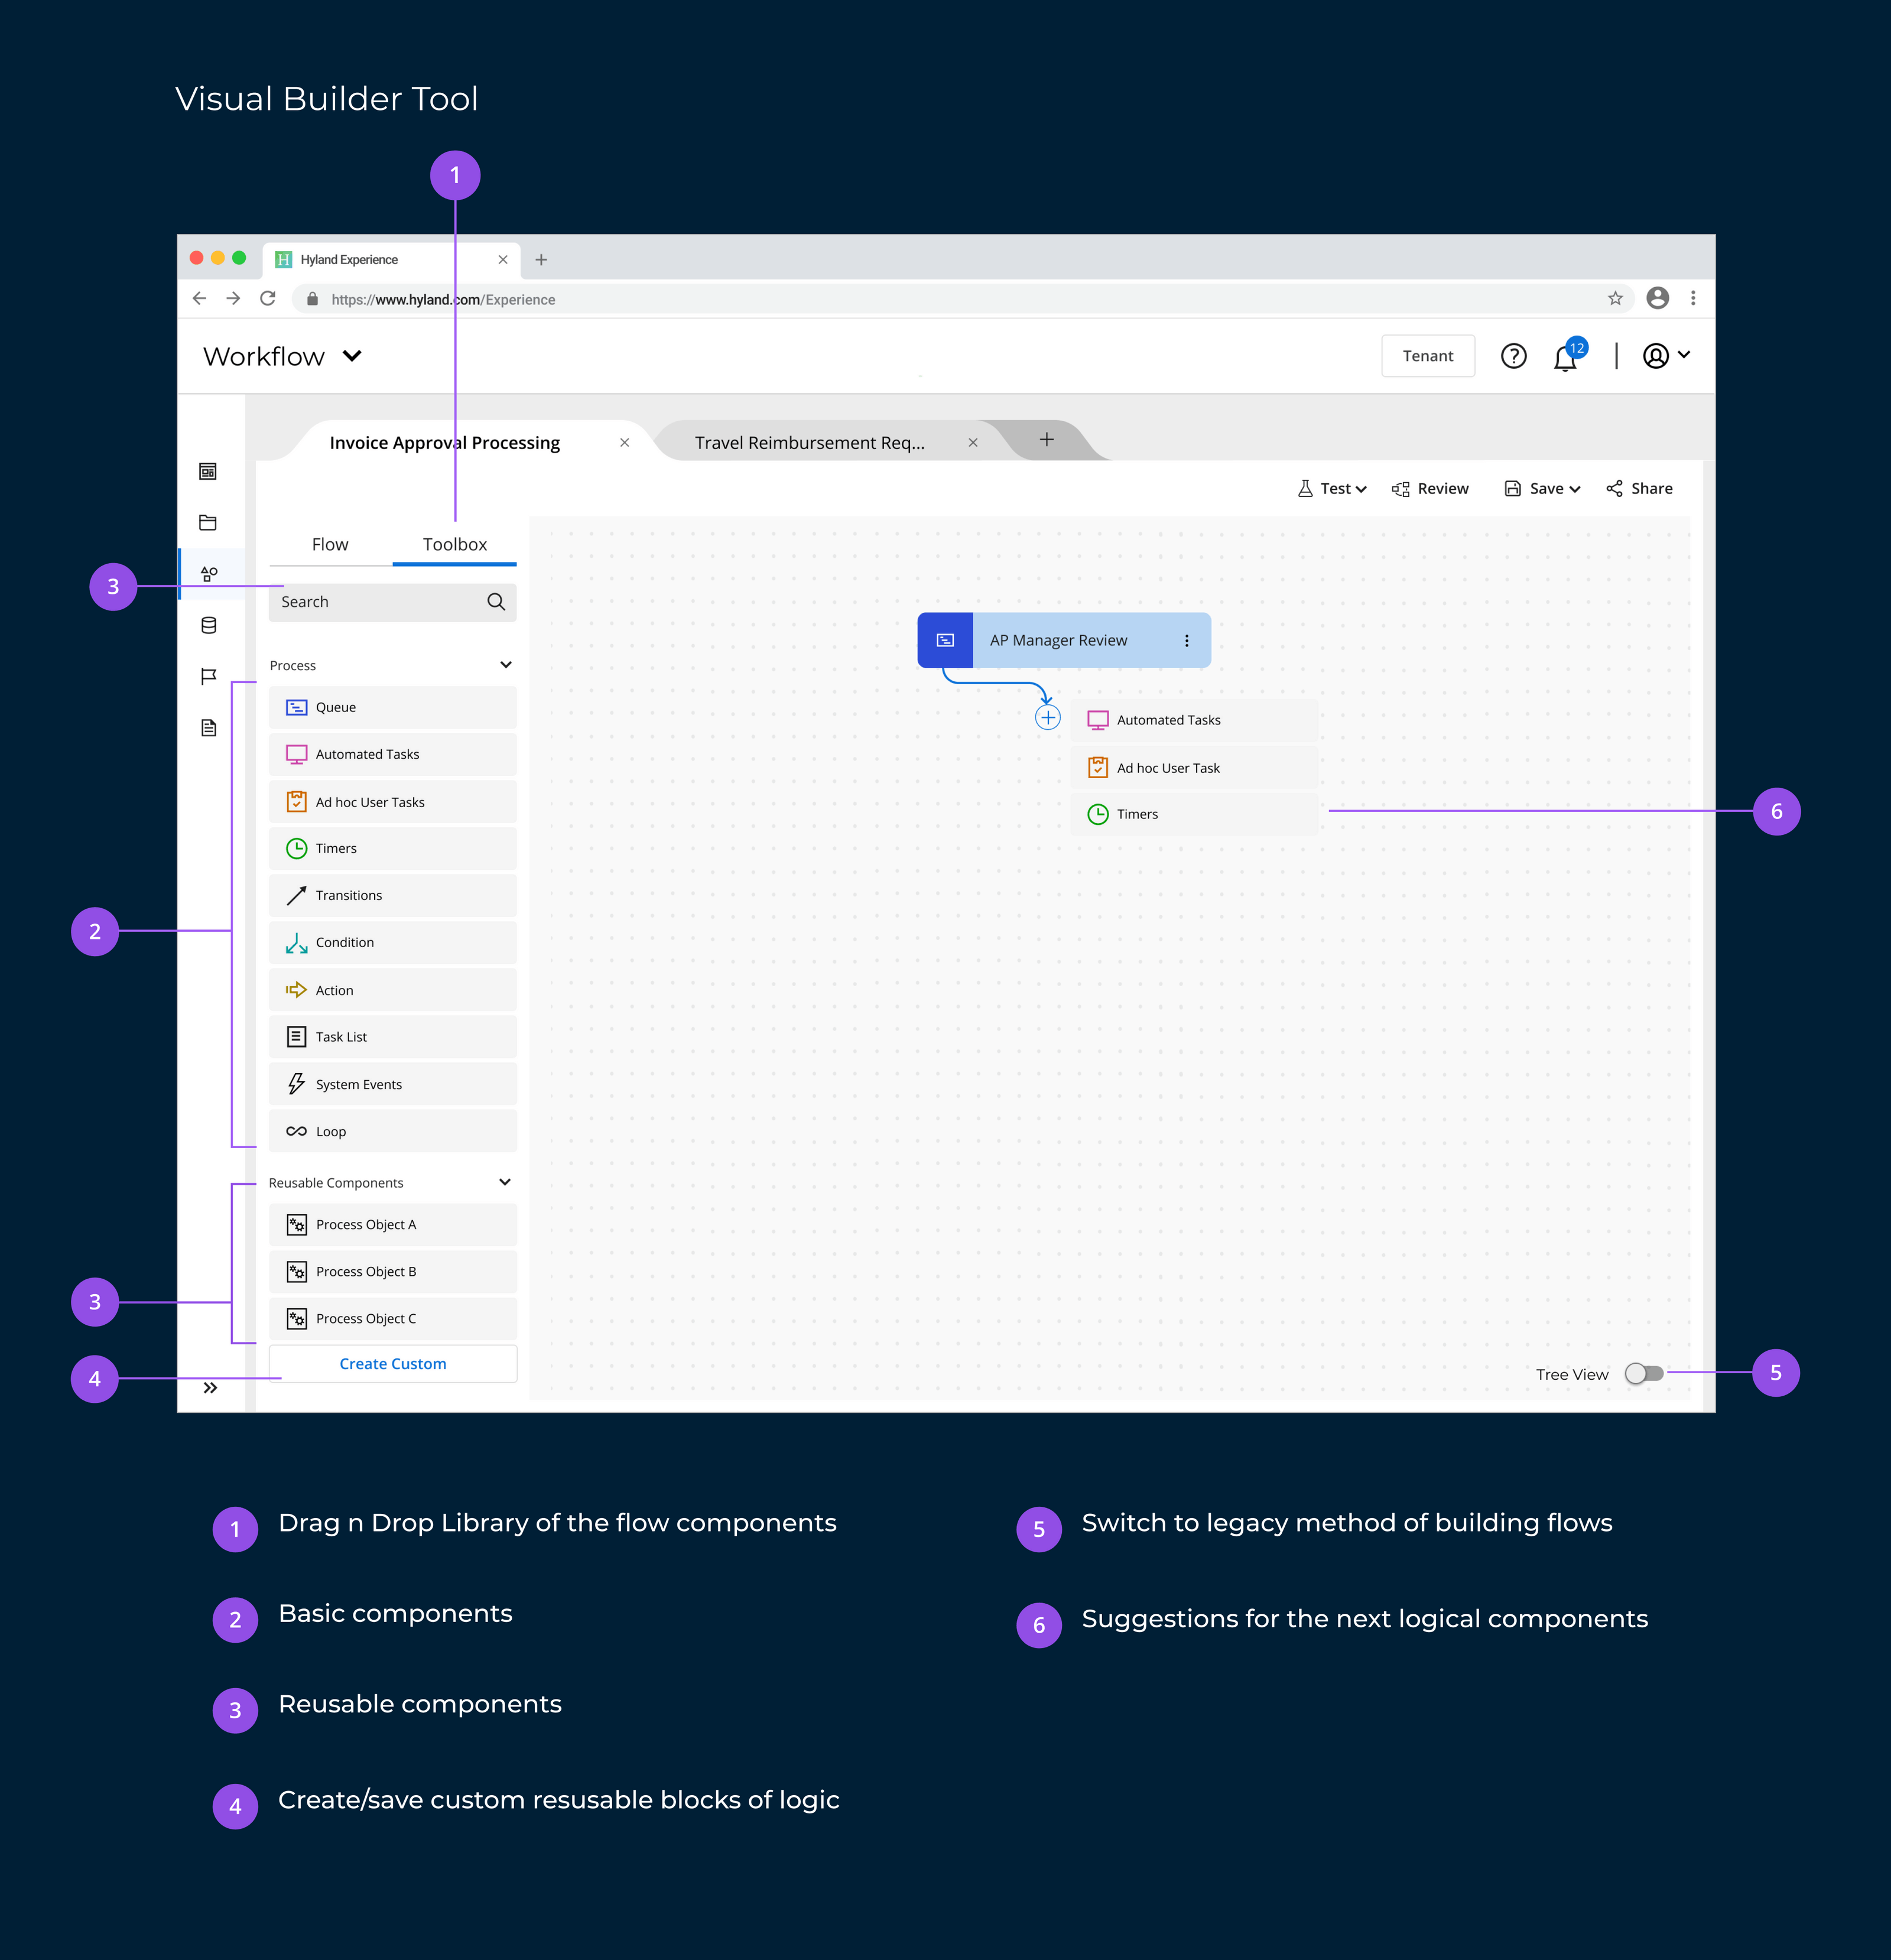 Visual Builder Tool
1
Hyland Experience
https://www.hyland.com/Experience
Workflow
Tenant
12
Invoice Approval Processing
Travel Reimbursement Req...
Test
Review
Save
Share
Flow
Toolbox
3
Search
AP Manager Review
Process
Queue
Automated Tasks
Automated Tasks
Ad hoc User Task
Ad hoc User Tasks
Timers
6
Timers
Transitions
2
Condition
Action
Task List
System Events
Loop
Reusable Components
Process Object A
Process Object B
3
Process Object C
Create Custom
4
Tree View
5
1 Drag n Drop Library of the flow components
2 Basic components
3 Reusable components
4 Create/save custom resusable blocks of logic
5 Switch to legacy method of building flows
6 Suggestions for the next logical components